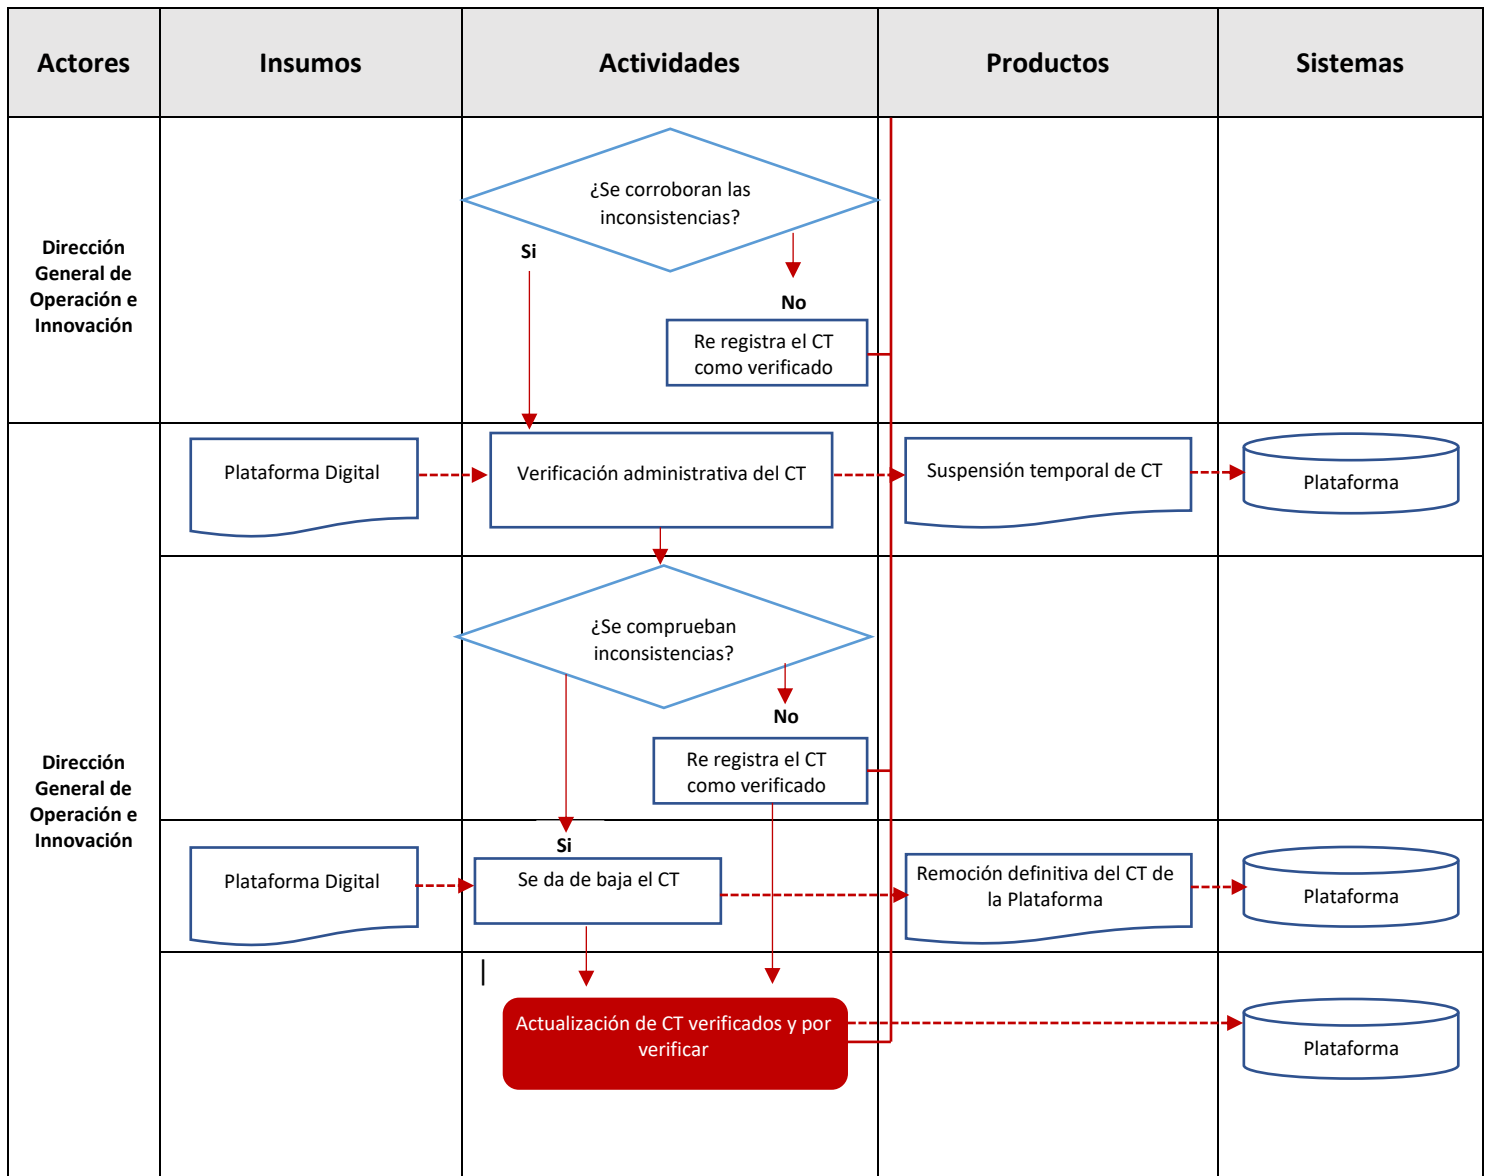 Actores
Insumos
Actividades
Productos
Sistemas
Dirección
General de
Operación e
Innovación
¿Se corroboran las
inconsistencias?
Si
No
Re registra el CT
como verificado
Dirección
General de
Operación e
Innovación
Plataforma Digital
Verificación administrativa del CT
Suspensión temporal de CT
Plataforma
¿Se comprueban
inconsistencias?
No
Re registra el CT
como verificado
Si
Plataforma Digital
Se da de baja el CT
Remoción definitiva del CT de
la Plataforma
Plataforma
Actualización de CT verificados y por
verificar
Plataforma